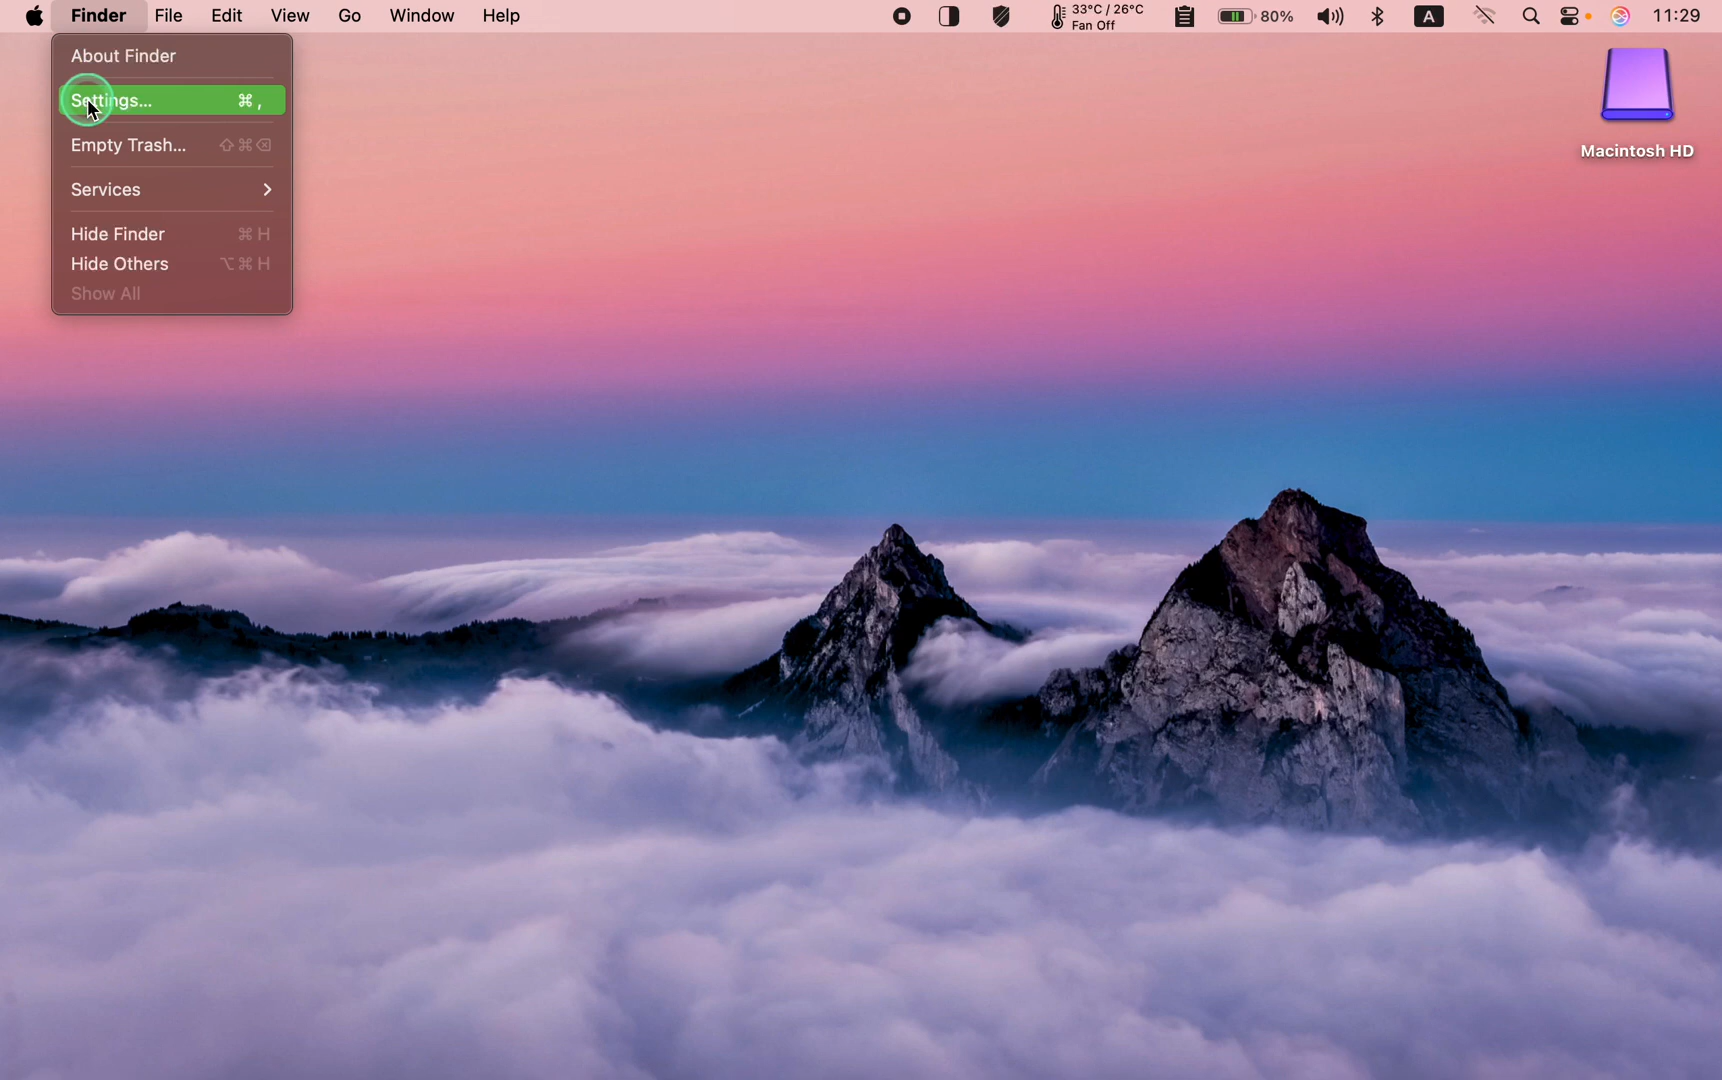 Finder File Edit View Go Window Help 33°C / 26°C Fan Off 80% A 11:29
About Finder
Settings... ⌘ ,
Empty Trash... ⇧ ⌘ ⌫
Services
Hide Finder ⌘ H
Hide Others ⌥ ⌘ H
Show All
Macintosh HD